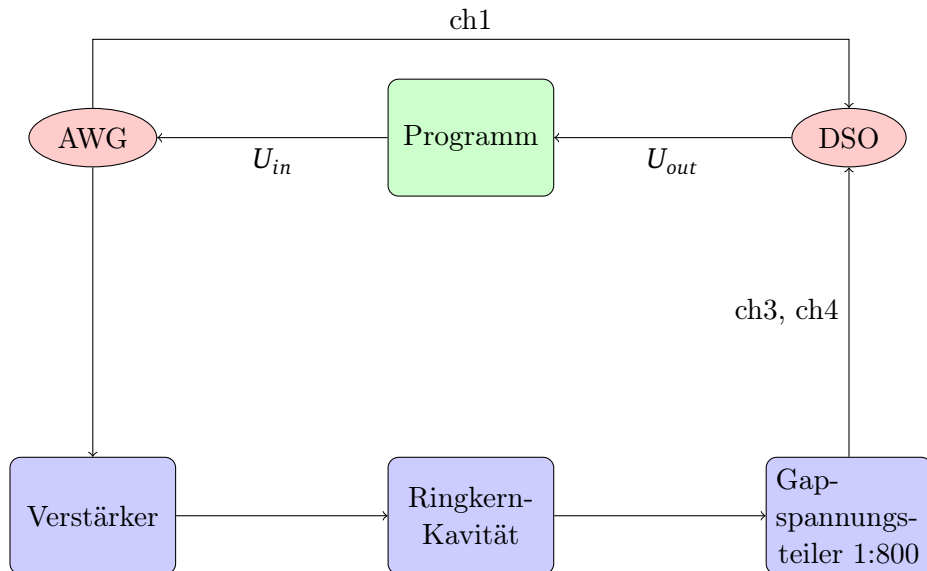 ch1
AWG
Programm
DSO
U_in
U_out
ch3, ch4
Verstärker
Ringkern-
Kavität
Gap-
spannungs-
teiler 1:800